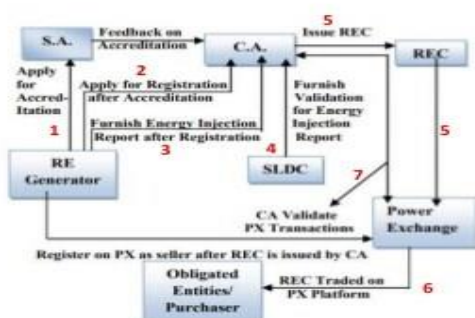 5
Feedback on
Accreditation
Issue REC
S.A.
C.A.
REC
Apply
for
Accred-
itation
2
Apply for Registration
after Accreditation
Furnish
Validation
for Energy
Injection
Report
1
Furnish Energy Injection
Report after Registration
3
4
5
RE
Generator
SLDC
7
CA Validate
PX Transactions
Power
Exchange
Register on PX as seller after REC is issued by CA
Obligated
Entities/
Purchaser
REC Traded on
PX Platform
6